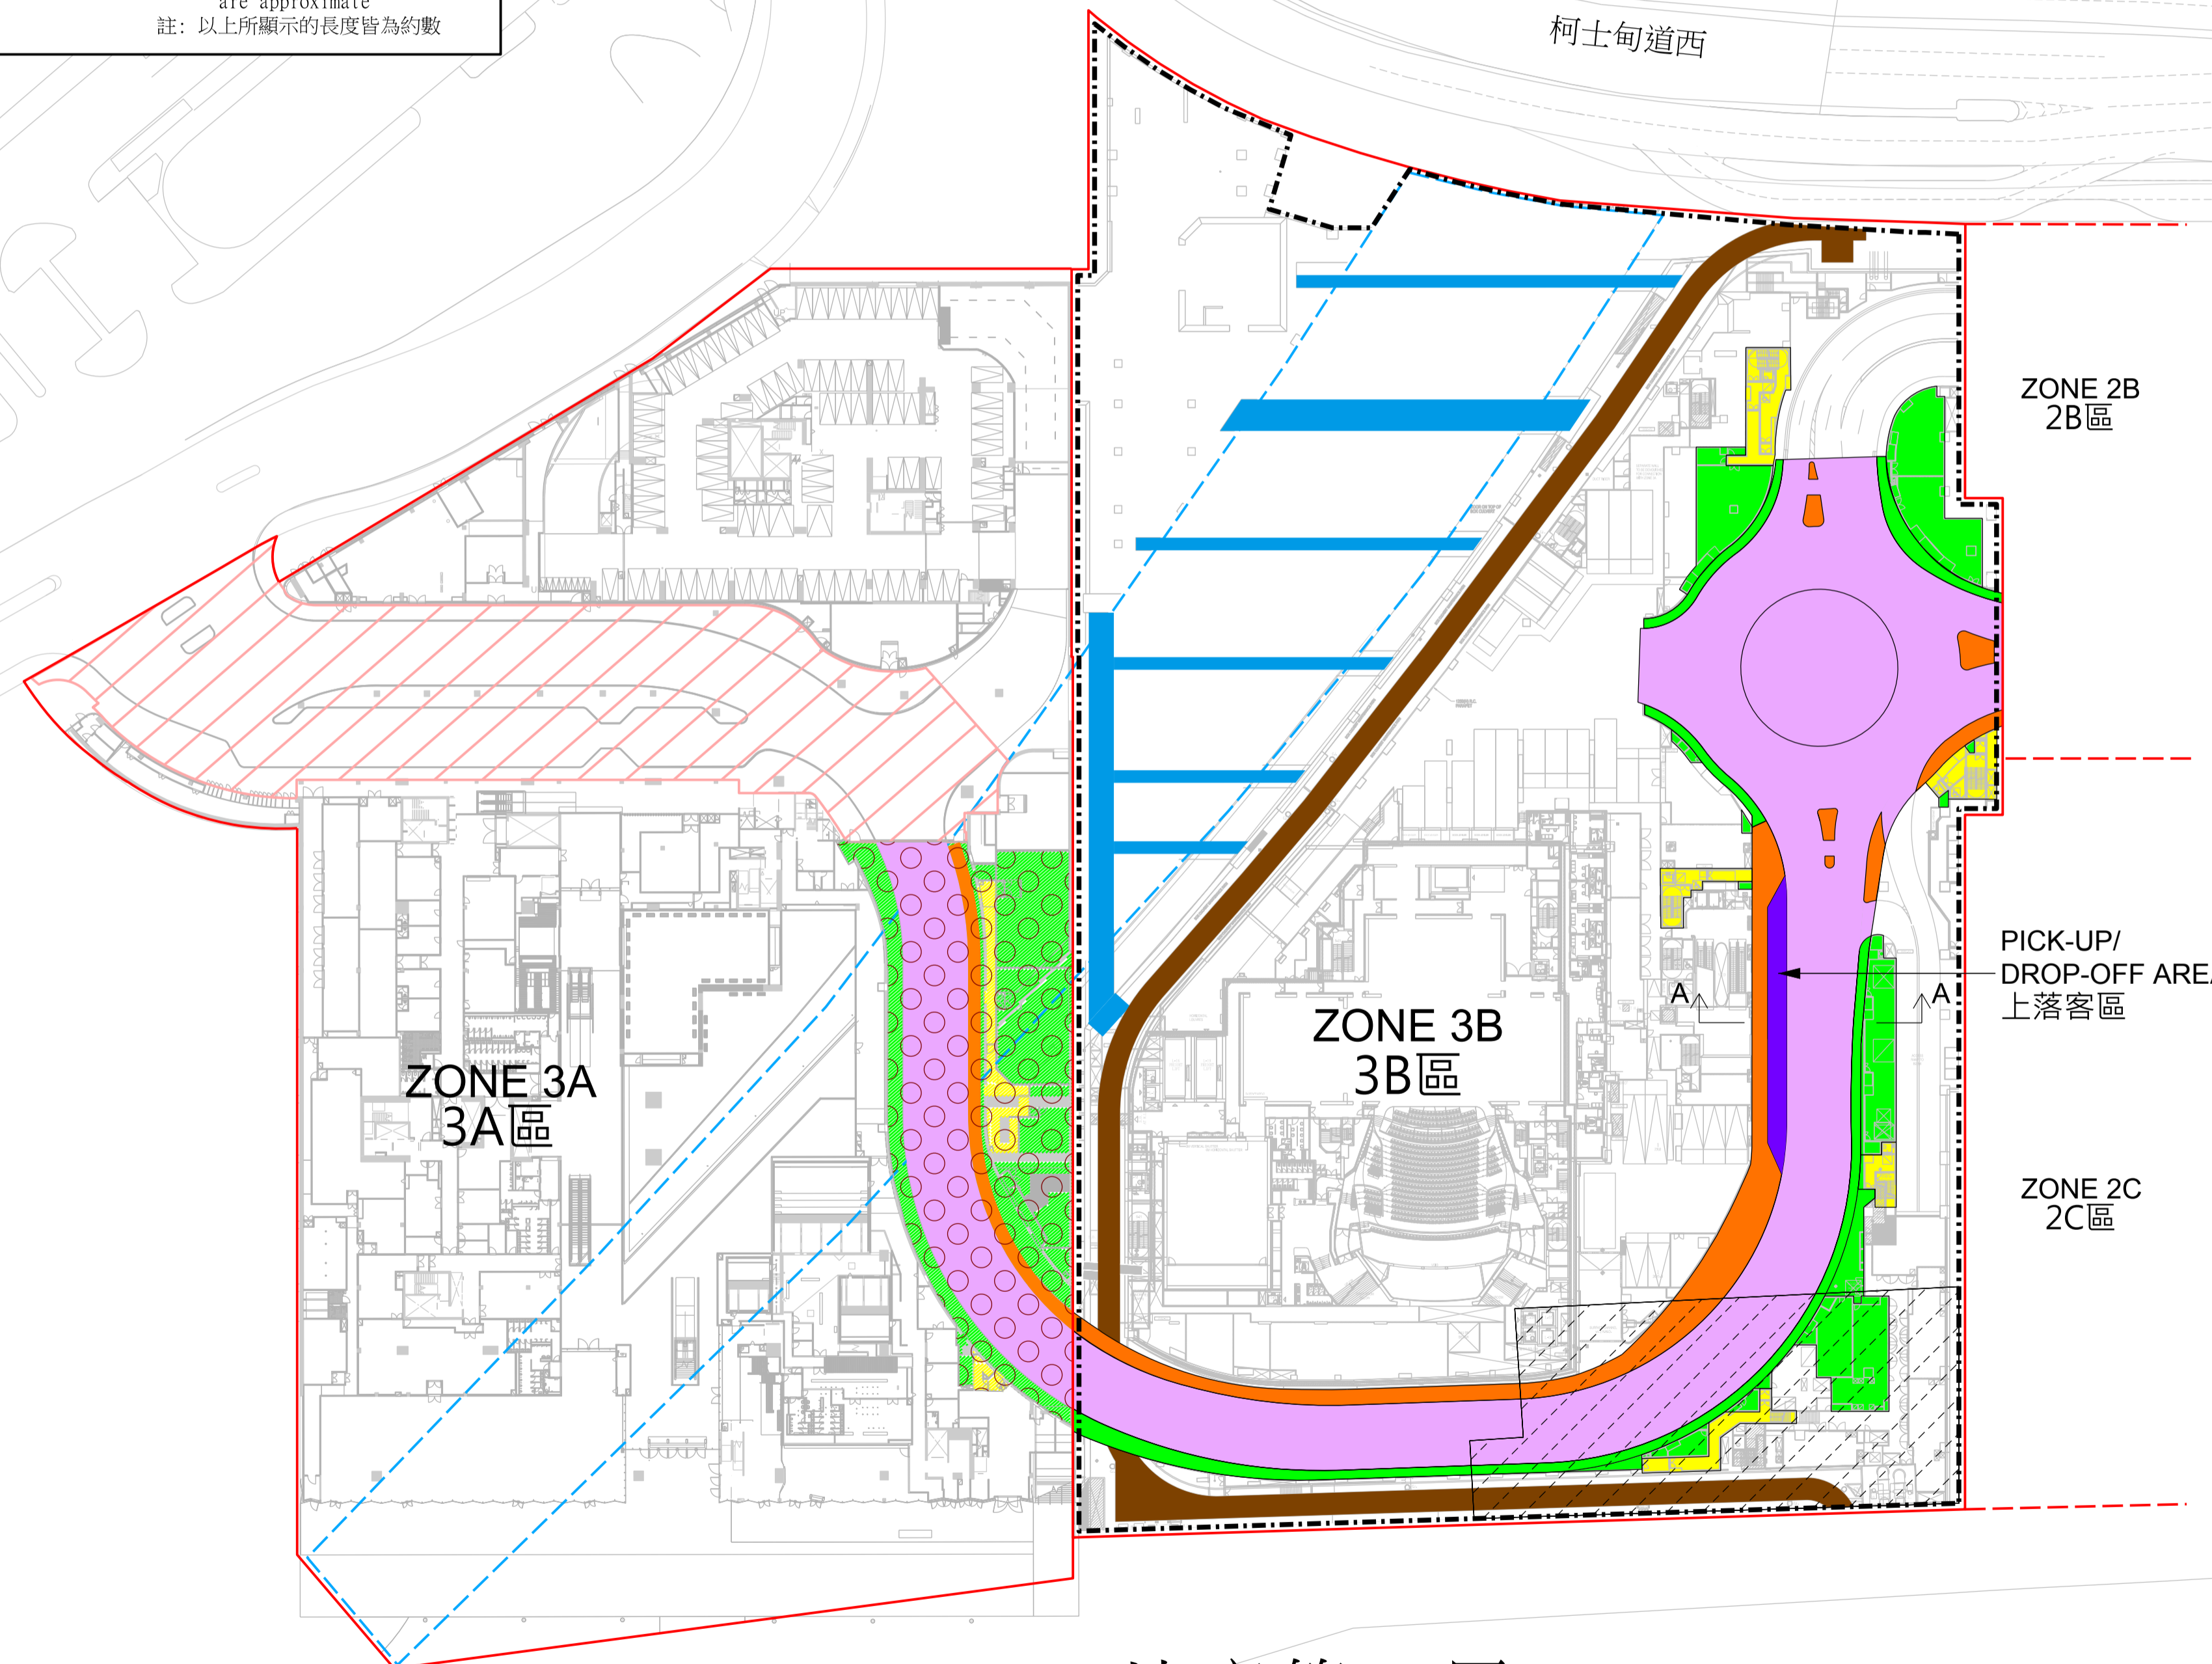 are approximate
註: 以上所顯示的長度皆為約數
柯士甸道西
ZONE 2B
2B區
PICK-UP/
DROP-OFF AREA
上落客區
A
A
ZONE 3B
3B區
ZONE 3A
3A區
ZONE 2C
2C區